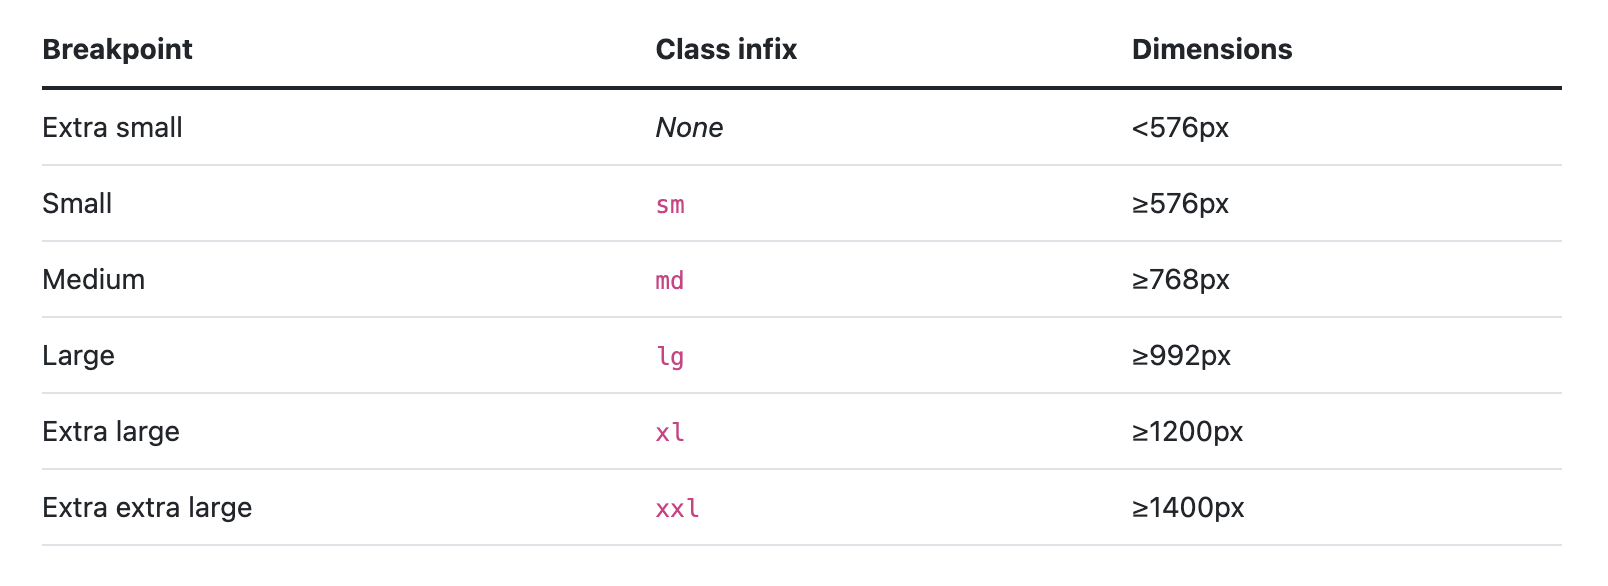 Breakpoint Class infix Dimensions
Extra small None <576px
Small sm ≥576px
Medium md ≥768px
Large lg ≥992px
Extra large xl ≥1200px
Extra extra large xxl ≥1400px